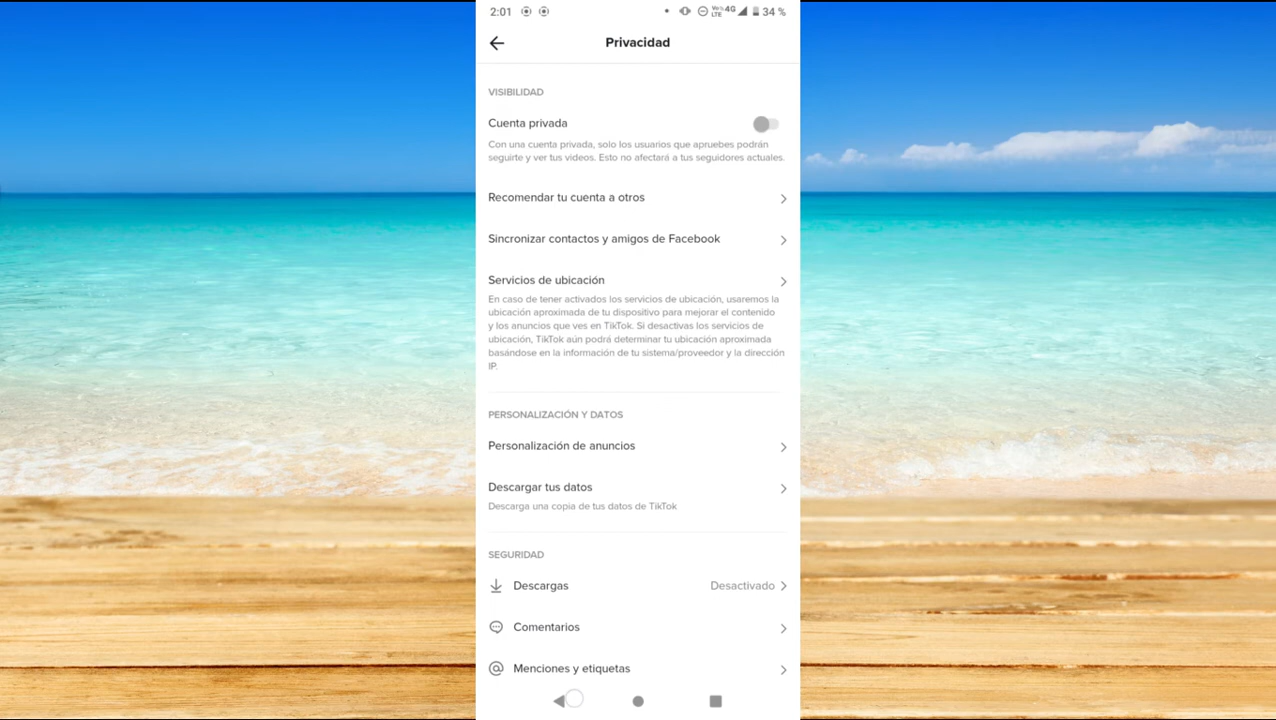 2:01 Vo LTE 4G 34 %
Privacidad
VISIBILIDAD
Cuenta privada
Con una cuenta privada, solo los usuarios que apruebes podrán
seguirte y ver tus videos. Esto no afectará a tus seguidores actuales.
Recomendar tu cuenta a otros
Sincronizar contactos y amigos de Facebook
Servicios de ubicación
En caso de tener activados los servicios de ubicación, usaremos la
ubicación aproximada de tu dispositivo para mejorar el contenido
y los anuncios que ves en TikTok. Si desactivas los servicios de
ubicación, TikTok aún podrá determinar tu ubicación aproximada
basándose en la información de tu sistema/proveedor y la dirección
IP.
PERSONALIZACIÓN Y DATOS
Personalización de anuncios
Descargar tus datos
Descarga una copia de tus datos de TikTok
SEGURIDAD
Descargas Desactivado
Comentarios
Menciones y etiquetas